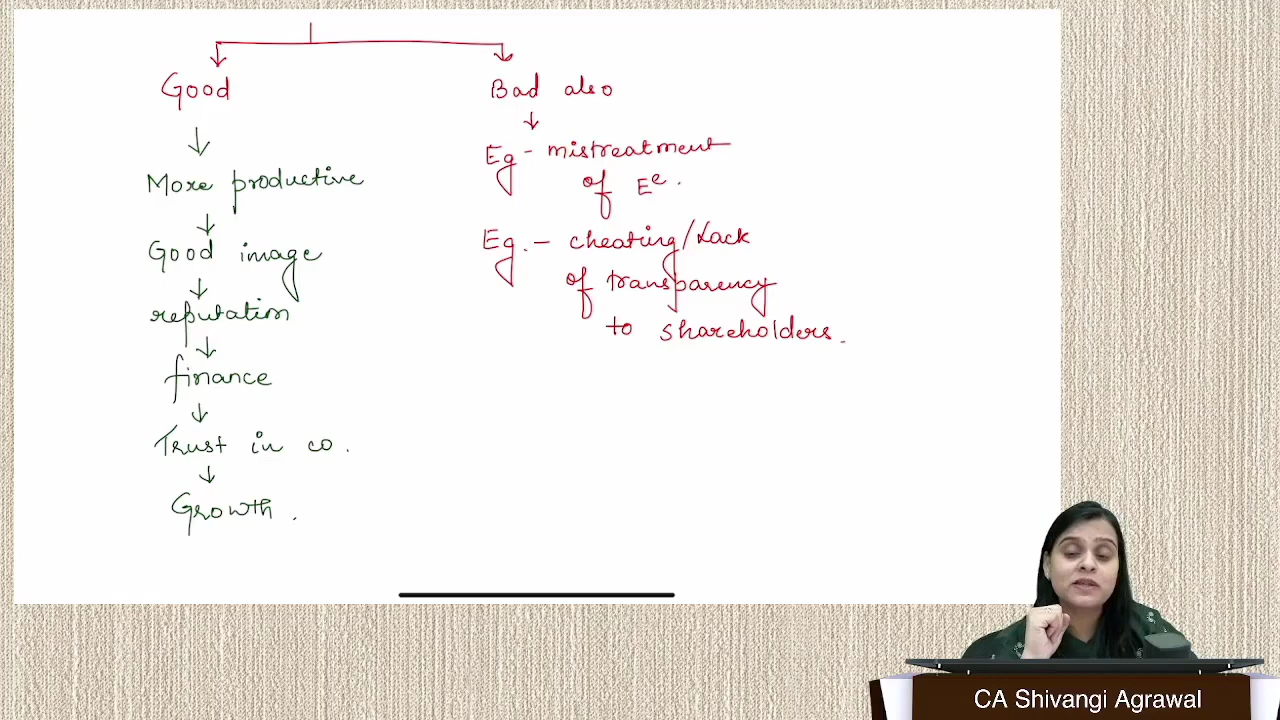 Good
More productive
Good image
reputation
finance
Trust in co.
Growth.
Bad also
Eg - mistreatment
of Ee.
Eg. - cheating/Lack
of transparency
to shareholders.
CA Shivangi Agrawal